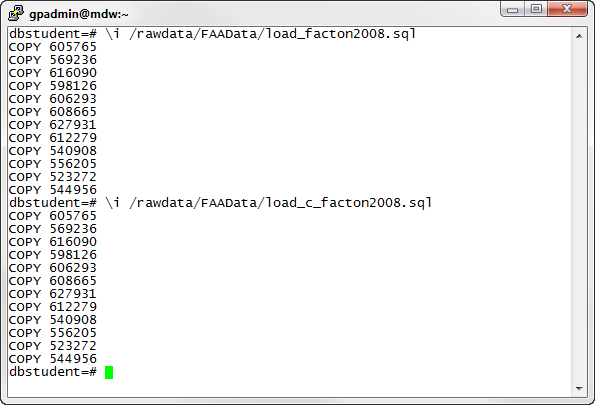 gpadmin@mdw:~
dbstudent=# \i /rawdata/FAAData/load_facton2008.sql
COPY 605765
COPY 569236
COPY 616090
COPY 598126
COPY 606293
COPY 608665
COPY 627931
COPY 612279
COPY 540908
COPY 556205
COPY 523272
COPY 544956
dbstudent=# \i /rawdata/FAAData/load_c_facton2008.sql
COPY 605765
COPY 569236
COPY 616090
COPY 598126
COPY 606293
COPY 608665
COPY 627931
COPY 612279
COPY 540908
COPY 556205
COPY 523272
COPY 544956
dbstudent=#